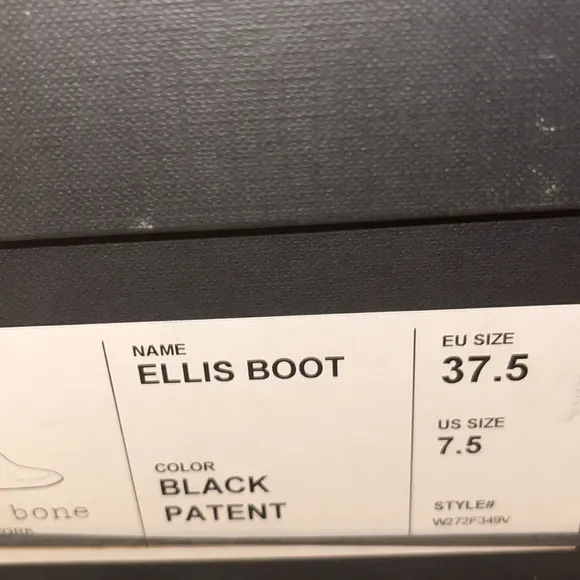 NAME
ELLIS BOOT
COLOR
BLACK
PATENT
EU SIZE
37.5
US SIZE
7.5
STYLE#
W272F349V
bone